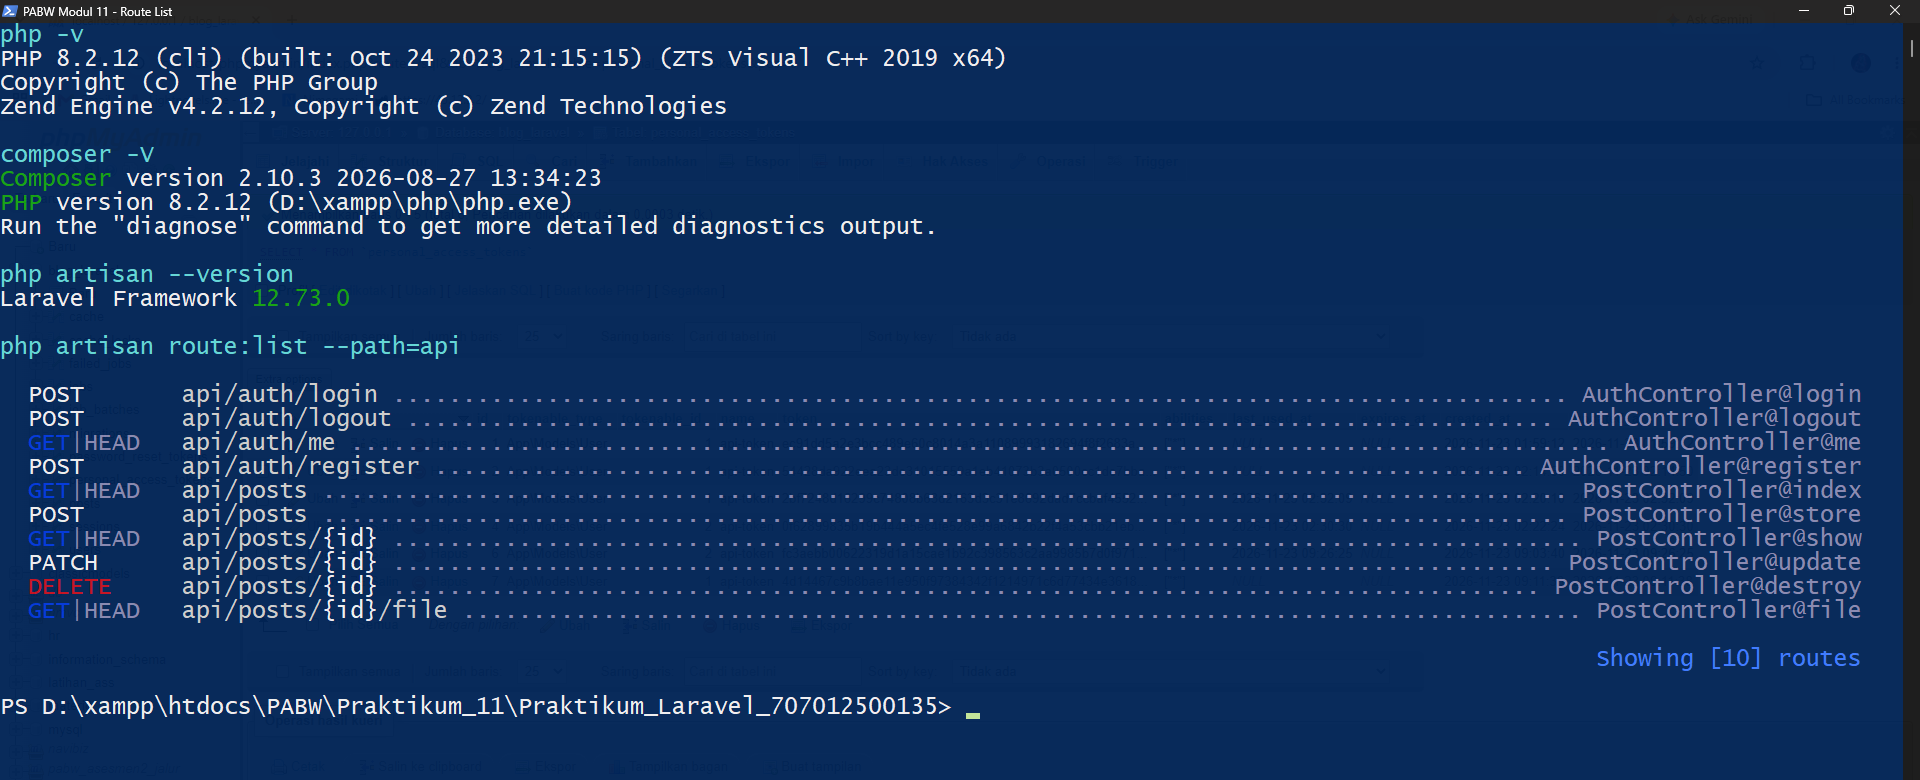 PABW Modul 11 - Route List
php -v
PHP 8.2.12 (cli) (built: Oct 24 2023 21:15:15) (ZTS Visual C++ 2019 x64)
Copyright (c) The PHP Group
Zend Engine v4.2.12, Copyright (c) Zend Technologies
composer -V
Composer version 2.10.3 2026-08-27 13:34:23
PHP version 8.2.12 (D:\xampp\php\php.exe)
Run the "diagnose" command to get more detailed diagnostics output.
php artisan --version
Laravel Framework 12.73.0
php artisan route:list --path=api
POST api/auth/login .................................................................................... AuthController@login
POST api/auth/logout .................................................................................. AuthController@logout
GET|HEAD api/auth/me .......................................................................................... AuthController@me
POST api/auth/register .............................................................................. AuthController@register
GET|HEAD api/posts ......................................................................................... PostController@index
POST api/posts ......................................................................................... PostController@store
GET|HEAD api/posts/{id} ..................................................................................... PostController@show
PATCH api/posts/{id} ................................................................................... PostController@update
DELETE api/posts/{id} .................................................................................. PostController@destroy
GET|HEAD api/posts/{id}/file ................................................................................ PostController@file
Showing [10] routes
PS D:\xampp\htdocs\PABW\Praktikum_11\Praktikum_Laravel_707012500135>